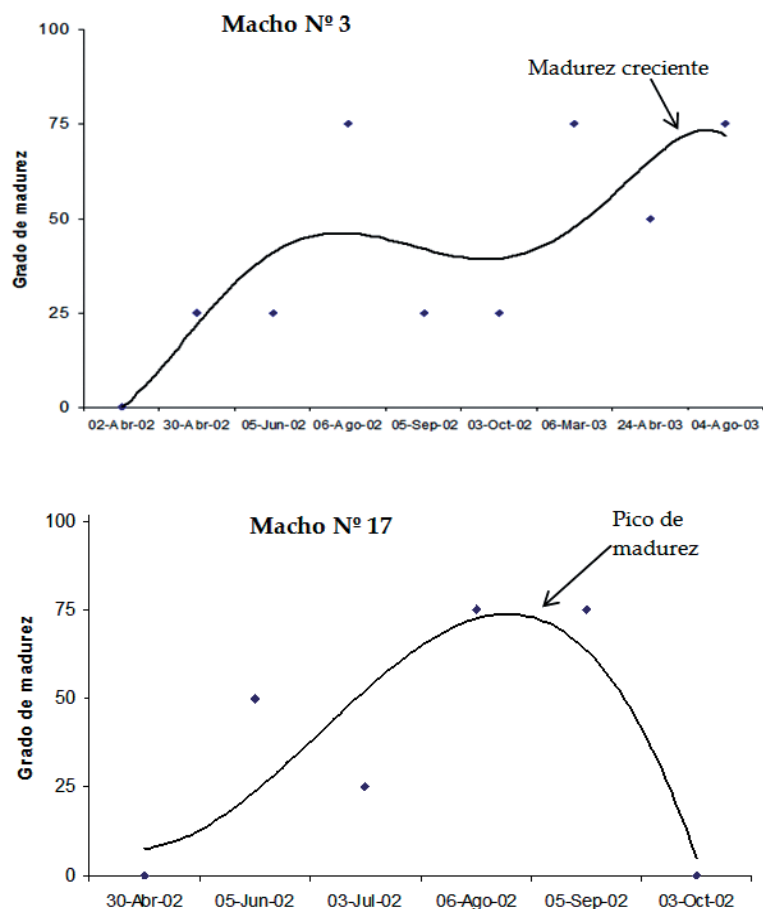 Macho Nº 3
Madurez creciente
Grado de madurez
100
75
50
25
0
02-Abr-02 30-Abr-02 05-Jun-02 06-Ago-02 05-Sep-02 03-Oct-02 06-Mar-03 24-Abr-03 04-Ago-03
Macho Nº 17
Pico de
madurez
Grado de madurez
100
75
50
25
0
30-Abr-02 05-Jun-02 03-Jul-02 06-Ago-02 05-Sep-02 03-Oct-02